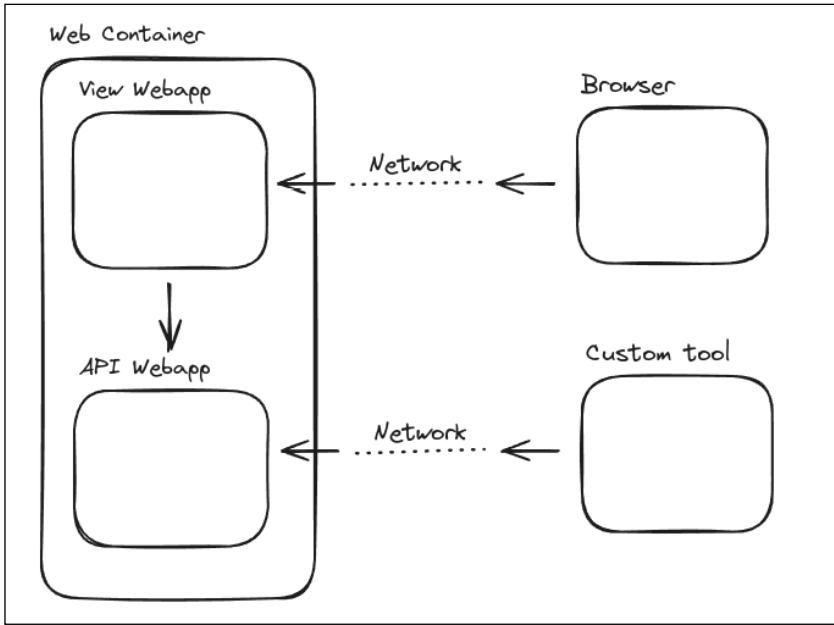 Web Container
View Webapp
Browser
Network
API Webapp
Custom tool
Network